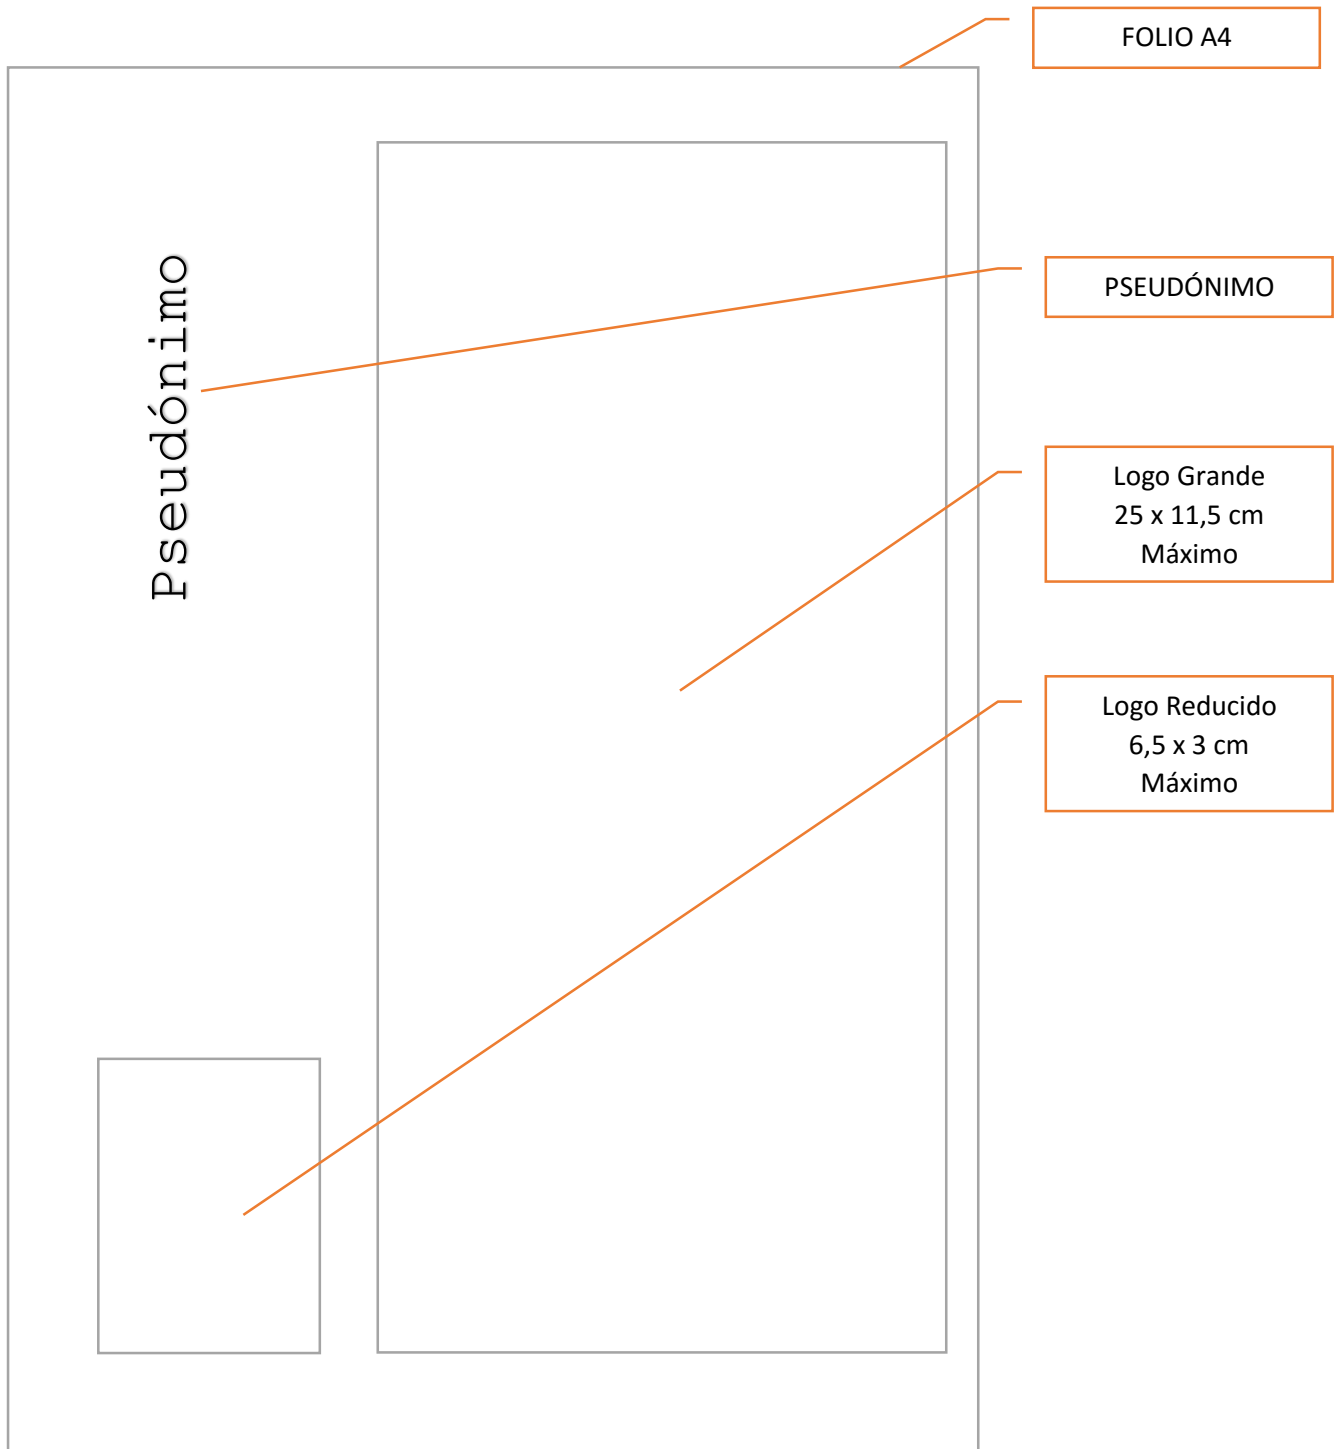 FOLIO A4
Pseudónimo
PSEUDÓNIMO
Logo Grande
25 x 11,5 cm
Máximo
Logo Reducido
6,5 x 3 cm
Máximo